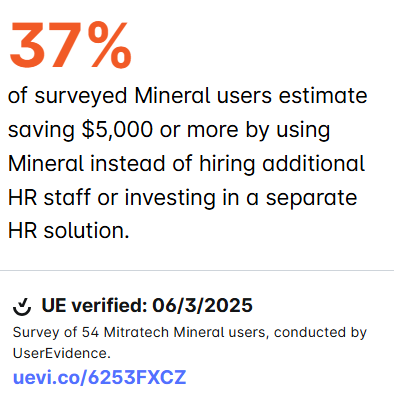 37%
of surveyed Mineral users estimate
saving $5,000 or more by using
Mineral instead of hiring additional
HR staff or investing in a separate
HR solution.
UE verified: 06/3/2025
Survey of 54 Mitratech Mineral users, conducted by
UserEvidence.
uevi.co/6253FXCZ